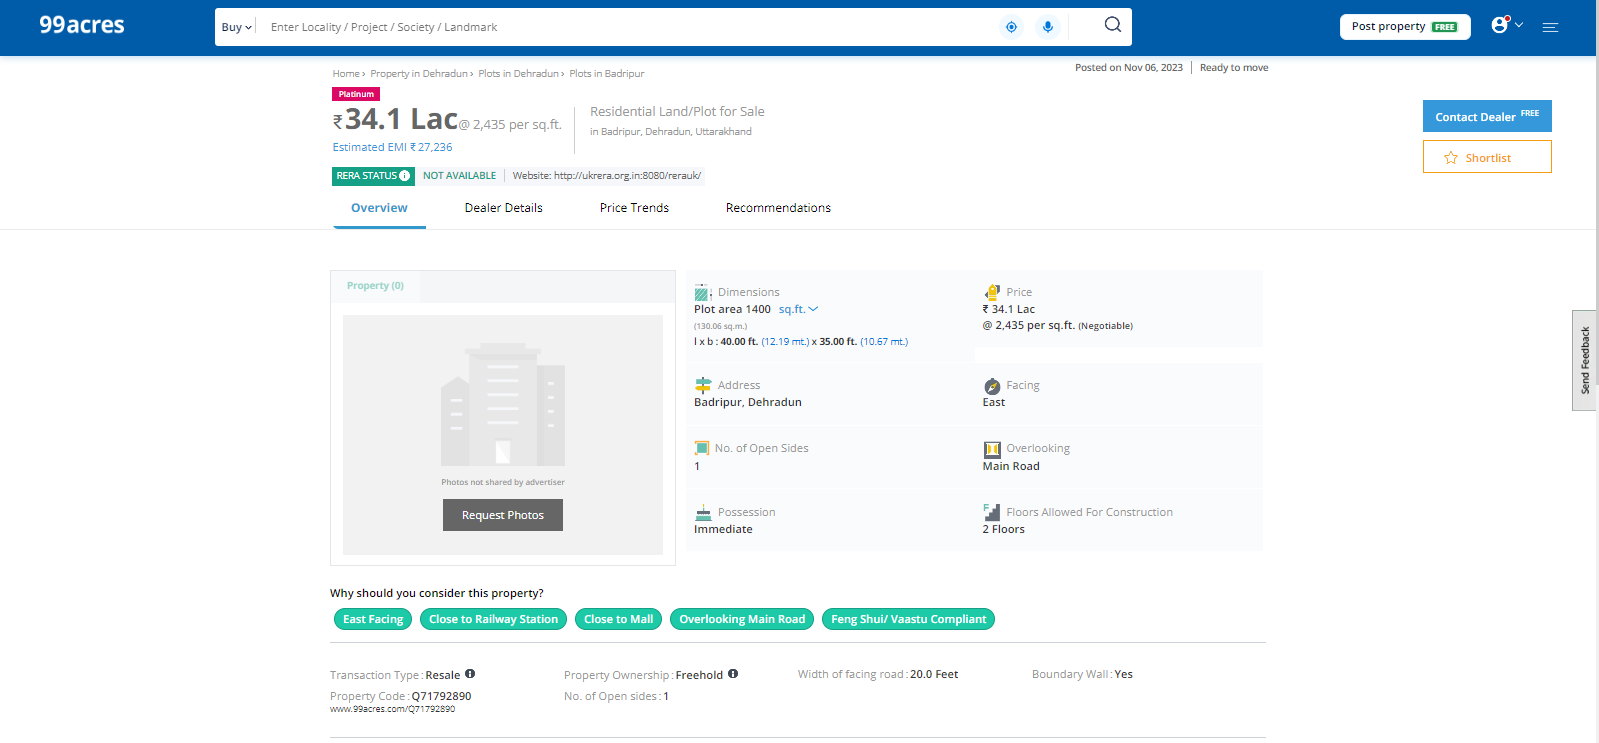 99acres
Buy
Enter Locality / Project / Society / Landmark
Post property FREE
Home › Property in Dehradun › Plots in Dehradun › Plots in Badripur
Posted on Nov 06, 2023 | Ready to move
Platinum
₹ 34.1 Lac @ 2,435 per sq.ft.
Estimated EMI ₹ 27,236
Residential Land/Plot for Sale
in Badripur, Dehradun, Uttarakhand
Contact Dealer FREE
Shortlist
RERA STATUS NOT AVAILABLE | Website: http://ukrera.org.in:8080/rerauk/
Overview Dealer Details Price Trends Recommendations
Property (0)
Photos not shared by advertiser
Request Photos
Dimensions
Plot area 1400 sq.ft.
(130.06 sq.m.)
l x b : 40.00 ft. (12.19 mt.) x 35.00 ft. (10.67 mt.)
Price
₹ 34.1 Lac
@ 2,435 per sq.ft. (Negotiable)
Address
Badripur, Dehradun
Facing
East
No. of Open Sides
1
Overlooking
Main Road
Possession
Immediate
Floors Allowed For Construction
2 Floors
Send Feedback
Why should you consider this property?
East Facing Close to Railway Station Close to Mall Overlooking Main Road Feng Shui/ Vaastu Compliant
Transaction Type : Resale Property Ownership : Freehold Width of facing road : 20.0 Feet Boundary Wall : Yes
Property Code : Q71792890 No. of Open sides : 1
www.99acres.com/Q71792890